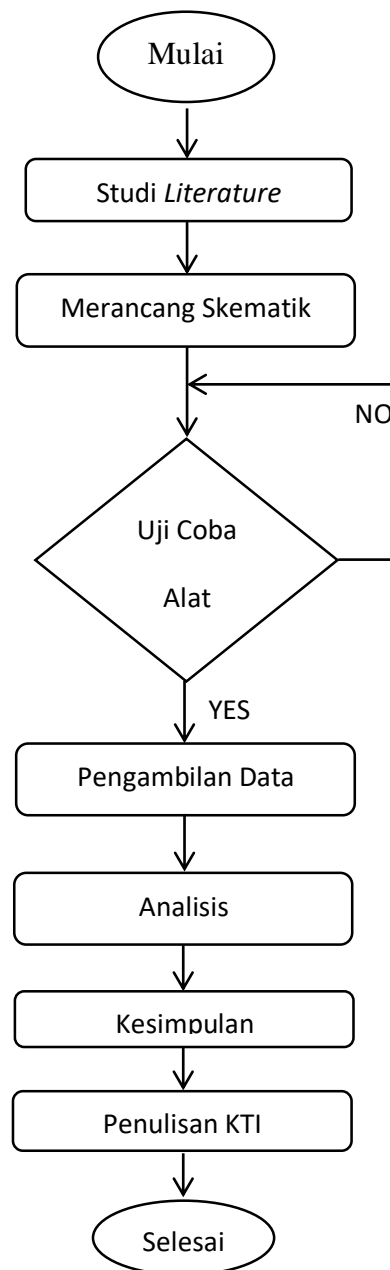 Mulai
Studi Literature
Merancang Skematik
NO
Uji Coba
Alat
YES
Pengambilan Data
Analisis
Kesimpulan
Penulisan KTI
Selesai